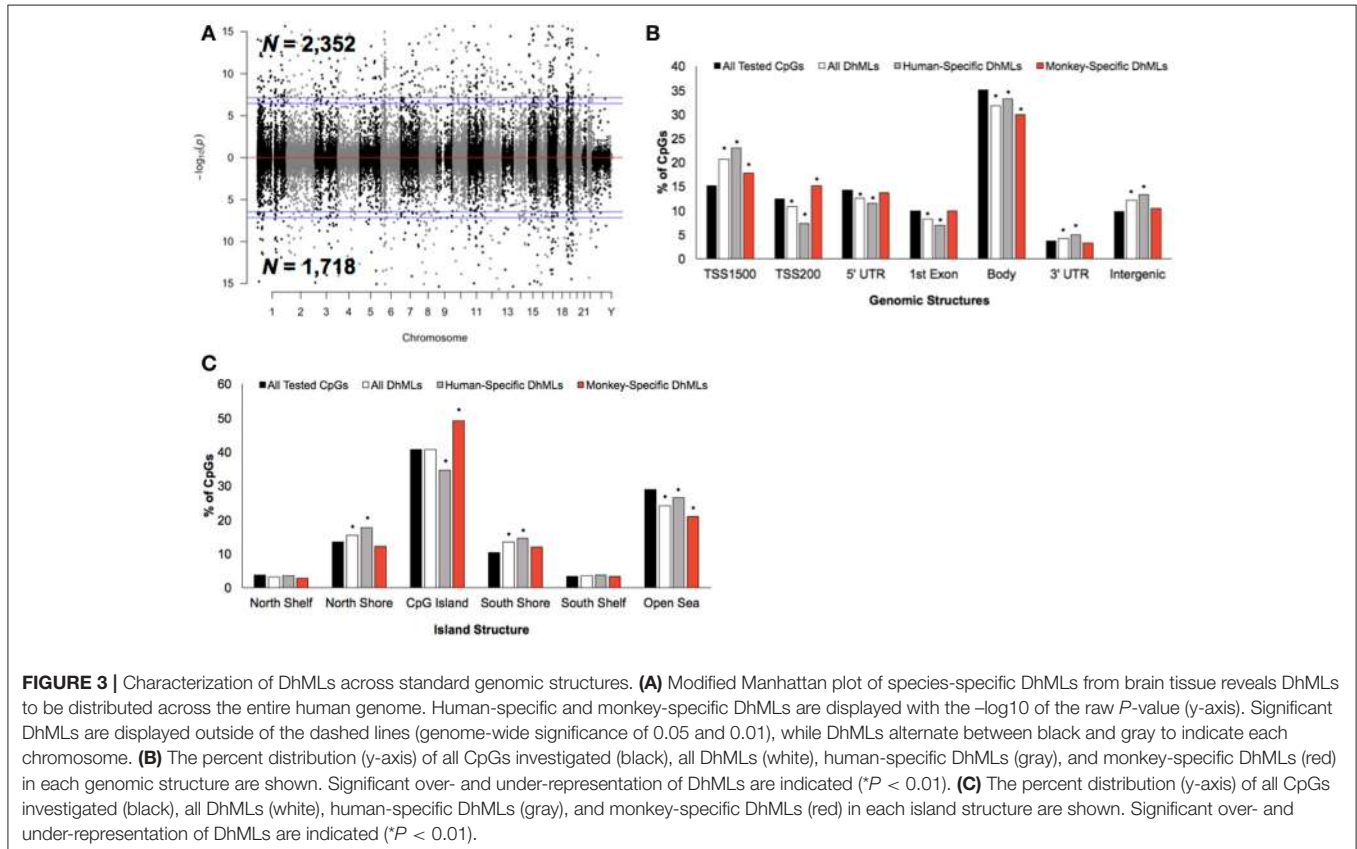 A
N = 2,352
15
10
5
0
5
10
15
−log10(p)
N = 1,718
1 2 3 4 5 6 7 8 9 11 13 15 18 21 Y
Chromosome
B
All Tested CpGs All DhMLs Human-Specific DhMLs Monkey-Specific DhMLs
40
35
30
25
20
15
10
5
0
% of CpGs
* * * * * * * * * * * * * * * * * *
TSS1500 TSS200 5' UTR 1st Exon Body 3' UTR Intergenic
Genomic Structures
C
All Tested CpGs All DhMLs Human-Specific DhMLs Monkey-Specific DhMLs
60
50
40
30
20
10
0
% of CpGs
* * * * * * * * *
North Shelf North Shore CpG Island South Shore South Shelf Open Sea
Island Structure
FIGURE 3 | Characterization of DhMLs across standard genomic structures. (A) Modified Manhattan plot of species-specific DhMLs from brain tissue reveals DhMLs
to be distributed across the entire human genome. Human-specific and monkey-specific DhMLs are displayed with the –log10 of the raw P-value (y-axis). Significant
DhMLs are displayed outside of the dashed lines (genome-wide significance of 0.05 and 0.01), while DhMLs alternate between black and gray to indicate each
chromosome. (B) The percent distribution (y-axis) of all CpGs investigated (black), all DhMLs (white), human-specific DhMLs (gray), and monkey-specific DhMLs (red)
in each genomic structure are shown. Significant over- and under-representation of DhMLs are indicated (*P < 0.01). (C) The percent distribution (y-axis) of all CpGs
investigated (black), all DhMLs (white), human-specific DhMLs (gray), and monkey-specific DhMLs (red) in each island structure are shown. Significant over- and
under-representation of DhMLs are indicated (*P < 0.01).